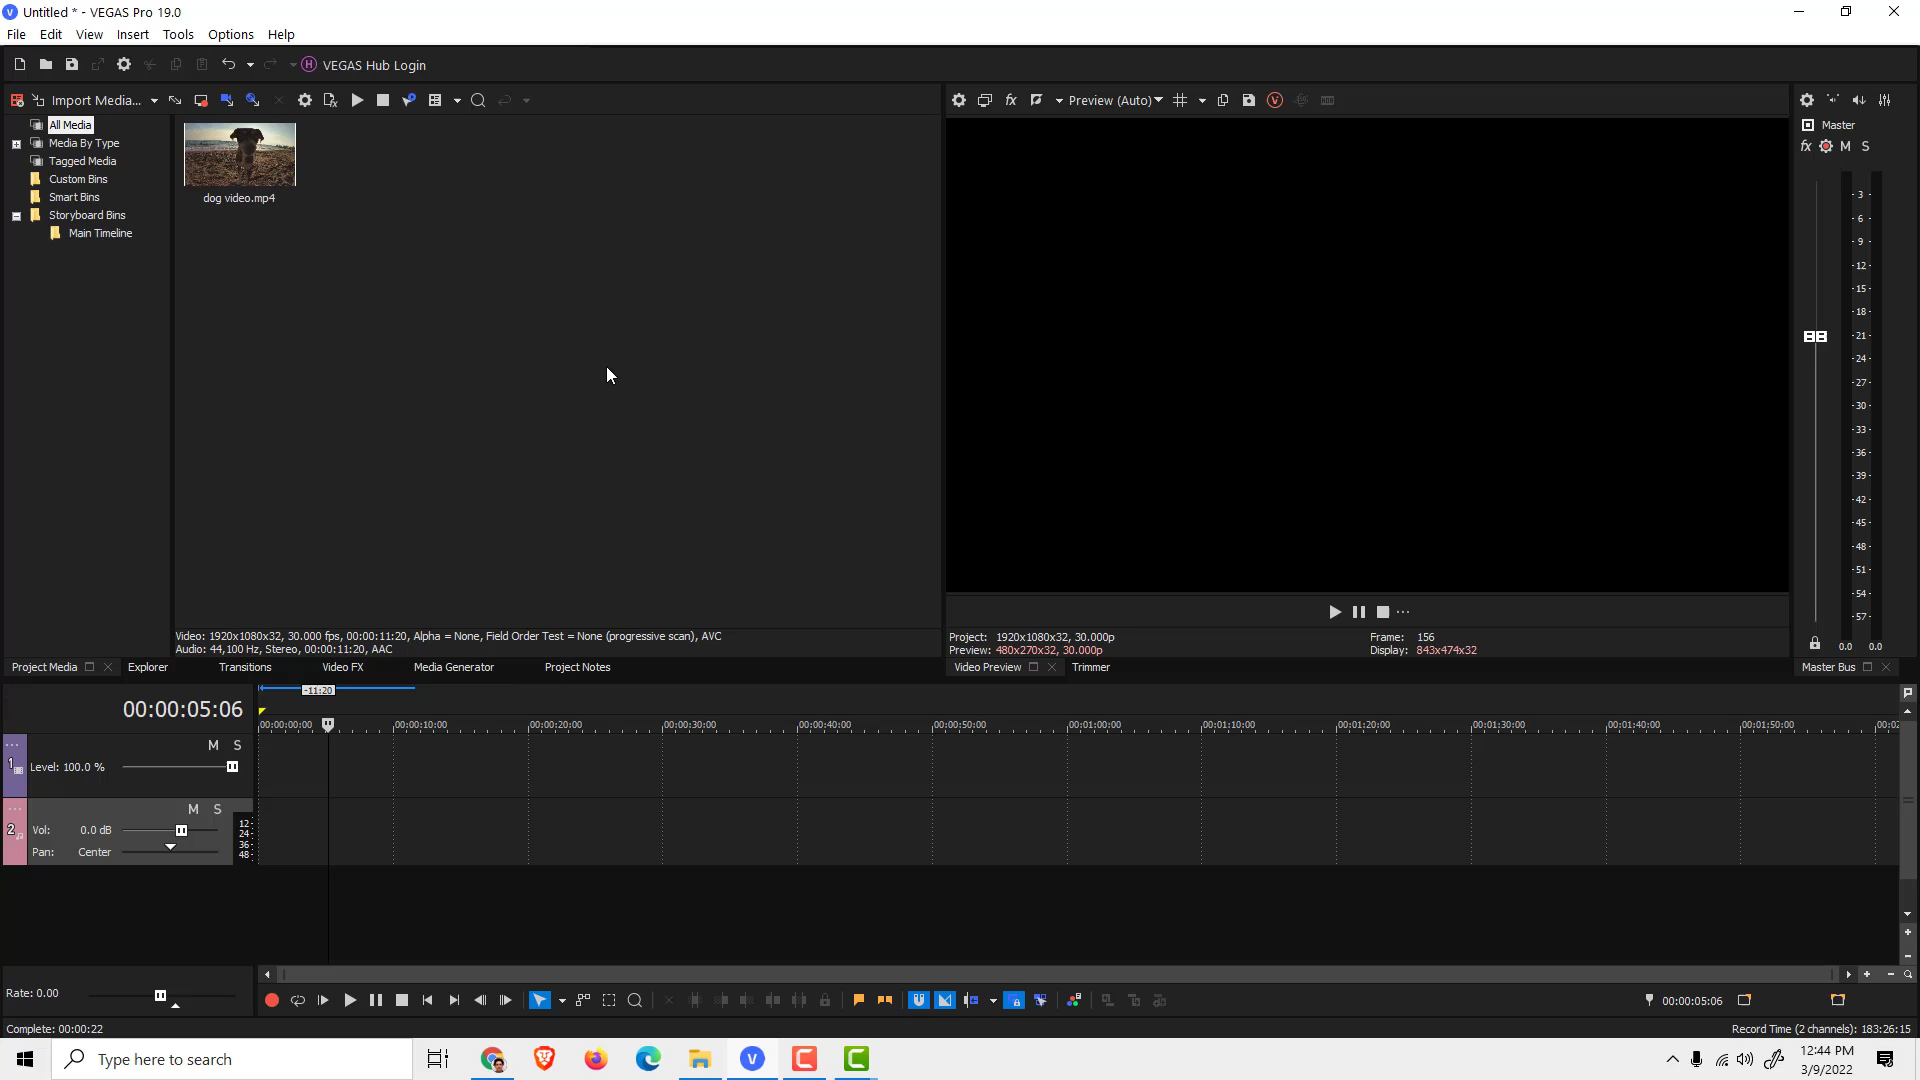 Untitled * - VEGAS Pro 19.0
File Edit View Insert Tools Options Help
VEGAS Hub Login
Import Media...
Preview (Auto)
All Media
Media By Type
Tagged Media
Custom Bins
Smart Bins
Storyboard Bins
Main Timeline
dog video.mp4
Master
fx M S
3
6
9
12
15
18
21
24
27
30
33
36
39
42
45
48
51
54
57
0.0 0.0
Video: 1920x1080x32, 30.000 fps, 00:00:11:20, Alpha = None, Field Order Test = None (progressive scan), AVC
Audio: 44,100 Hz, Stereo, 00:00:11:20, AAC
Project: 1920x1080x32, 30.000p
Preview: 480x270x32, 30.000p
Frame: 156
Display: 843x474x32
Project Media Explorer Transitions Video FX Media Generator Project Notes
Video Preview Trimmer
Master Bus
-11:20
00:00:05:06
00:00:00:00 00:00:10:00 00:00:20:00 00:00:30:00 00:00:40:00 00:00:50:00 00:01:00:00 00:01:10:00 00:01:20:00 00:01:30:00 00:01:40:00 00:01:50:00 00:02
M S
1 Level: 100.0 %
M S
2 Vol: 0.0 dB
Pan: Center
12
24
36
48
Rate: 0.00
00:00:05:06
Complete: 00:00:22
Record Time (2 channels): 183:26:15
Type here to search
12:44 PM
3/9/2022